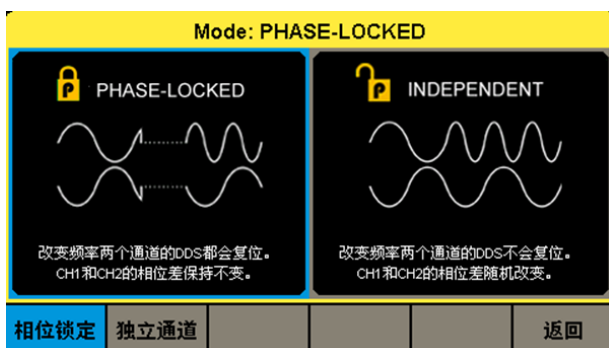 Mode: PHASE-LOCKED
P PHASE-LOCKED
改变频率两个通道的DDS都会复位。
CH1和CH2的相位差保持不变。
P INDEPENDENT
改变频率两个通道的DDS不会复位。
CH1和CH2的相位差随机改变。
相位锁定 独立通道 返回